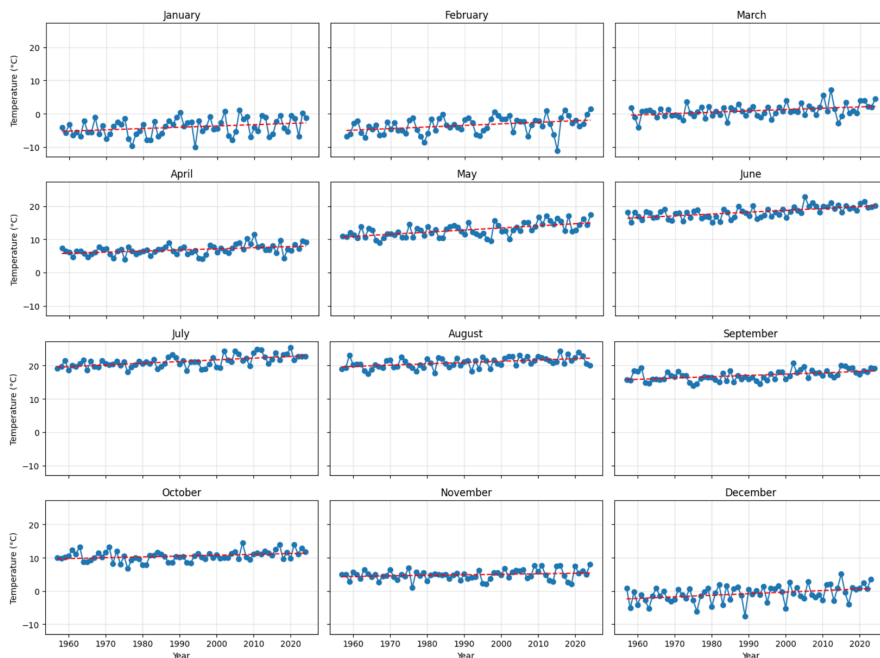 January
February
March
Temperature (°C)
20
10
0
−10
April
May
June
Temperature (°C)
20
10
0
−10
July
August
September
Temperature (°C)
20
10
0
−10
October
November
December
Temperature (°C)
20
10
0
−10
1960 1970 1980 1990 2000 2010 2020
1960 1970 1980 1990 2000 2010 2020
1960 1970 1980 1990 2000 2010 2020
Year
Year
Year